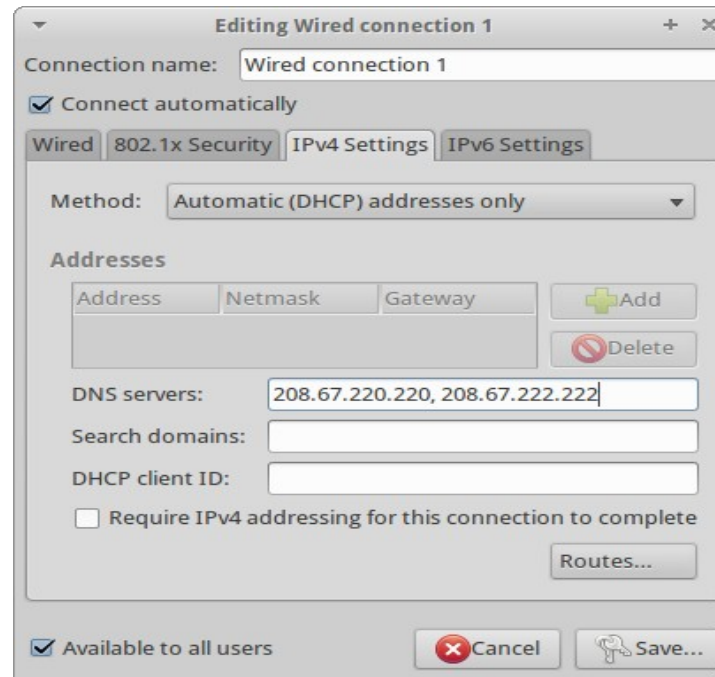 Editing Wired connection 1
Connection name: Wired connection 1
Connect automatically
Wired 802.1x Security IPv4 Settings IPv6 Settings
Method: Automatic (DHCP) addresses only
Addresses
Address Netmask Gateway Add
Delete
DNS servers: 208.67.220.220, 208.67.222.222
Search domains:
DHCP client ID:
Require IPv4 addressing for this connection to complete
Routes...
Available to all users Cancel Save...